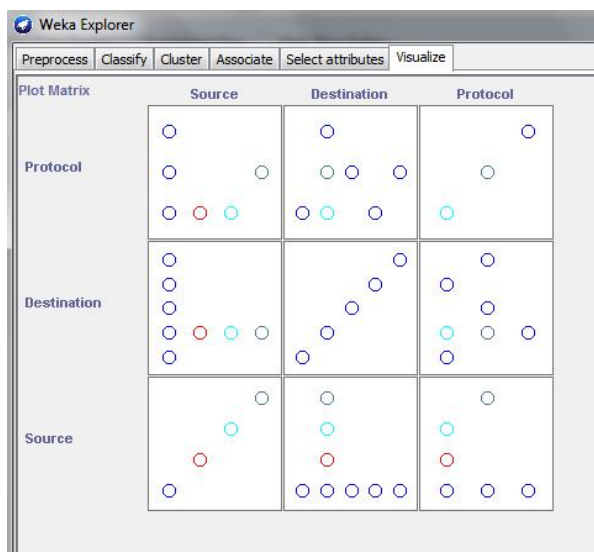 Weka Explorer
Preprocess Classify Cluster Associate Select attributes Visualize
Plot Matrix Source Destination Protocol
Protocol
Destination
Source